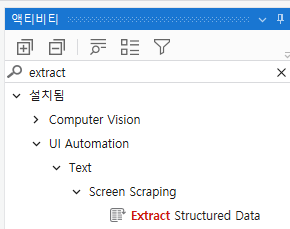 액티비티
extract
설치됨
Computer Vision
UI Automation
Text
Screen Scraping
Extract Structured Data